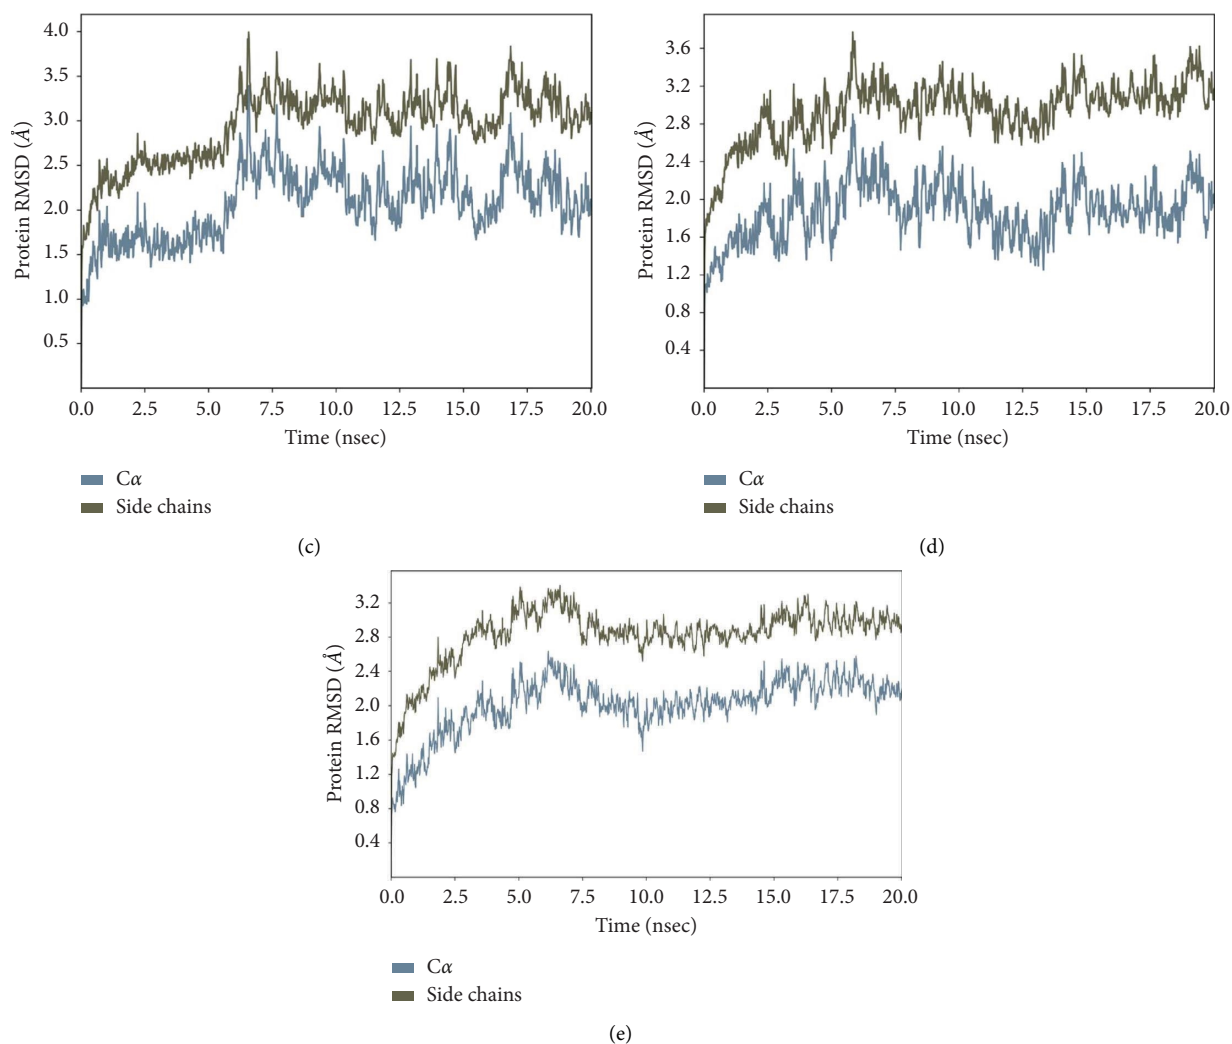 4.0
3.5
3.0
2.5
2.0
1.5
1.0
0.5
Protein RMSD (Å)
0.0 2.5 5.0 7.5 10.0 12.5 15.0 17.5 20.0
Time (nsec)
Cα
Side chains
(c)
3.6
3.2
2.8
2.4
2.0
1.6
1.2
0.8
0.4
Protein RMSD (Å)
0.0 2.5 5.0 7.5 10.0 12.5 15.0 17.5 20.0
Time (nsec)
Cα
Side chains
(d)
3.2
2.8
2.4
2.0
1.6
1.2
0.8
0.4
Protein RMSD (Å)
0.0 2.5 5.0 7.5 10.0 12.5 15.0 17.5 20.0
Time (nsec)
Cα
Side chains
(e)